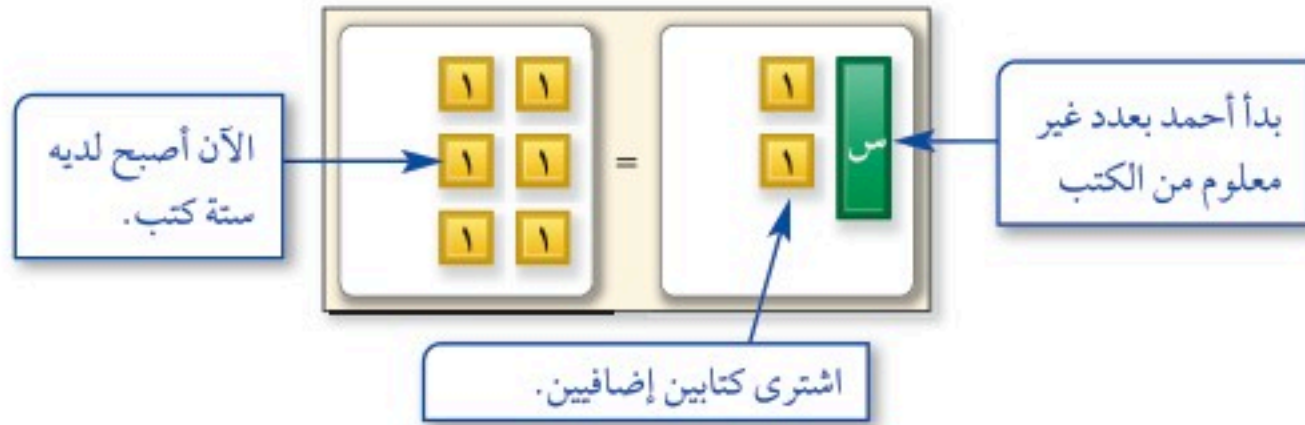 بدأ أحمد بعدد غير
معلوم من الكتب
س ١
١
=
١ ١
١ ١
١ ١
الآن أصبح لديه
ستة كتب.
اشترى كتابين إضافيين.